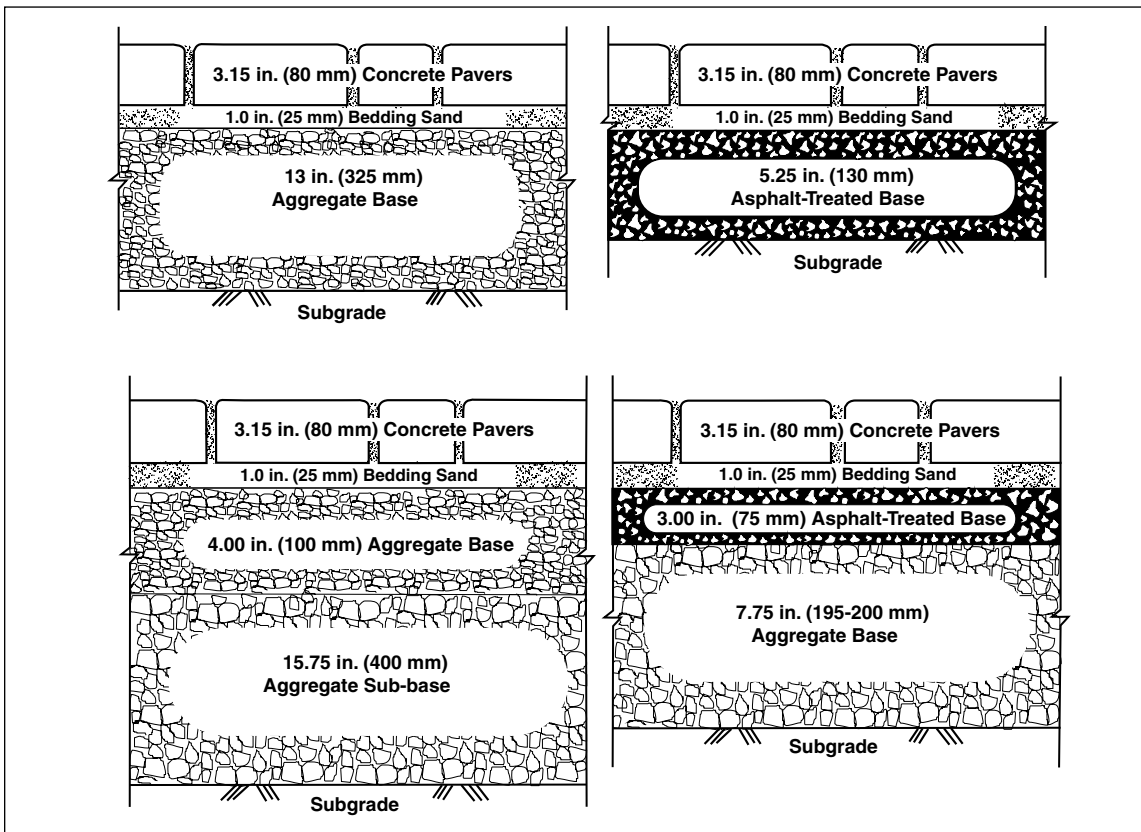 3.15 in. (80 mm) Concrete Pavers
1.0 in. (25 mm) Bedding Sand
13 in. (325 mm)
Aggregate Base
Subgrade
3.15 in. (80 mm) Concrete Pavers
1.0 in. (25 mm) Bedding Sand
5.25 in. (130 mm)
Asphalt-Treated Base
Subgrade
3.15 in. (80 mm) Concrete Pavers
1.0 in. (25 mm) Bedding Sand
4.00 in. (100 mm) Aggregate Base
15.75 in. (400 mm)
Aggregate Sub-base
Subgrade
3.15 in. (80 mm) Concrete Pavers
1.0 in. (25 mm) Bedding Sand
3.00 in. (75 mm) Asphalt-Treated Base
7.75 in. (195-200 mm)
Aggregate Base
Subgrade